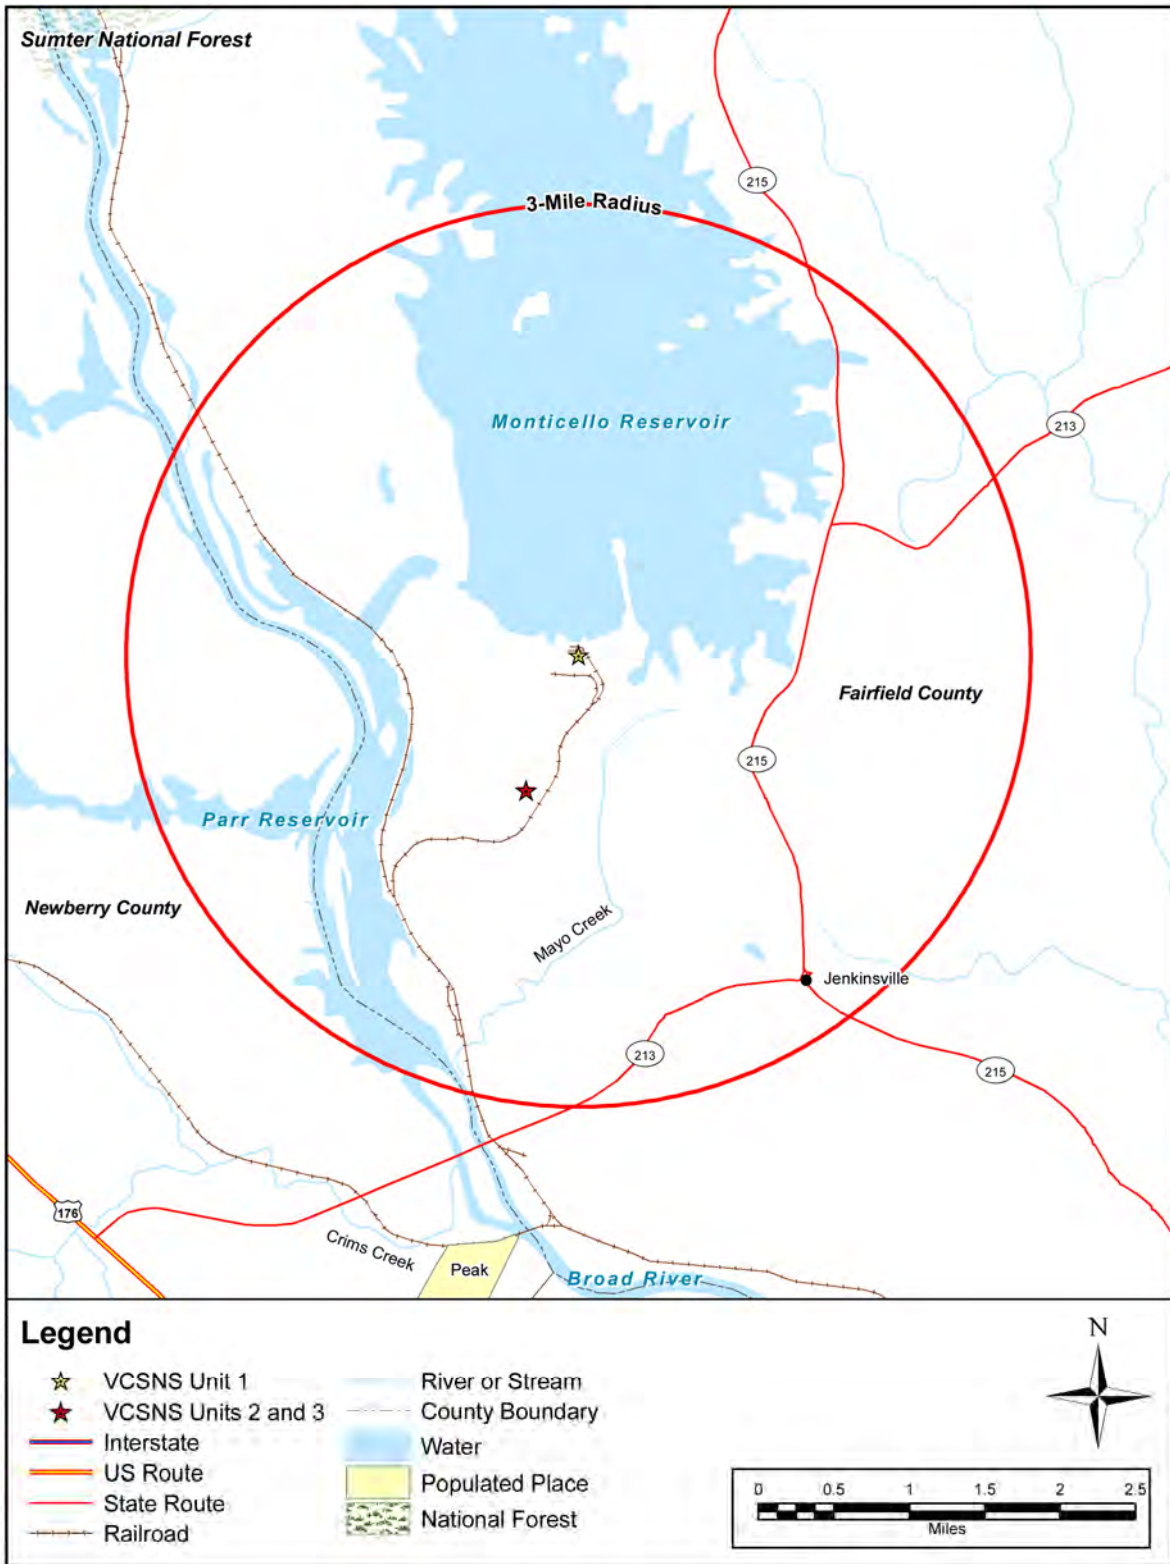 Sumter National Forest
215
3-Mile Radius
Monticello Reservoir
213
Fairfield County
215
Parr Reservoir
Newberry County
Mayo Creek
Jenkinsville
213
215
176
Crims Creek
Peak
Broad River
Legend
N
VCSNS Unit 1
VCSNS Units 2 and 3
Interstate
US Route
State Route
Railroad
River or Stream
County Boundary
Water
Populated Place
National Forest
0 0.5 1 1.5 2 2.5
Miles